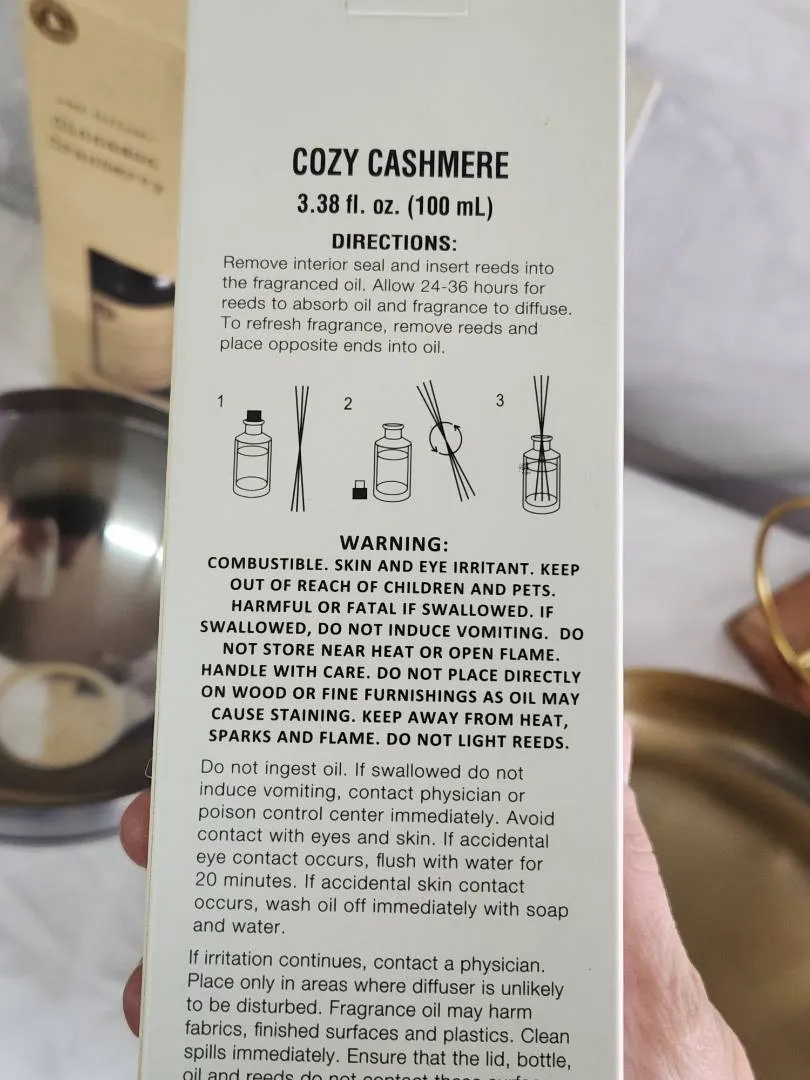 COZY CASHMERE
3.38 fl. oz. (100 mL)
DIRECTIONS:
Remove interior seal and insert reeds into
the fragranced oil. Allow 24-36 hours for
reeds to absorb oil and fragrance to diffuse.
To refresh fragrance, remove reeds and
place opposite ends into oil.
1 2 3
WARNING:
COMBUSTIBLE. SKIN AND EYE IRRITANT. KEEP
OUT OF REACH OF CHILDREN AND PETS.
HARMFUL OR FATAL IF SWALLOWED. IF
SWALLOWED, DO NOT INDUCE VOMITING. DO
NOT STORE NEAR HEAT OR OPEN FLAME.
HANDLE WITH CARE. DO NOT PLACE DIRECTLY
ON WOOD OR FINE FURNISHINGS AS OIL MAY
CAUSE STAINING. KEEP AWAY FROM HEAT,
SPARKS AND FLAME. DO NOT LIGHT REEDS.
Do not ingest oil. If swallowed do not
induce vomiting, contact physician or
poison control center immediately. Avoid
contact with eyes and skin. If accidental
eye contact occurs, flush with water for
20 minutes. If accidental skin contact
occurs, wash oil off immediately with soap
and water.
If irritation continues, contact a physician.
Place only in areas where diffuser is unlikely
to be disturbed. Fragrance oil may harm
fabrics, finished surfaces and plastics. Clean
spills immediately. Ensure that the lid, bottle,
oil and reeds do not contact these